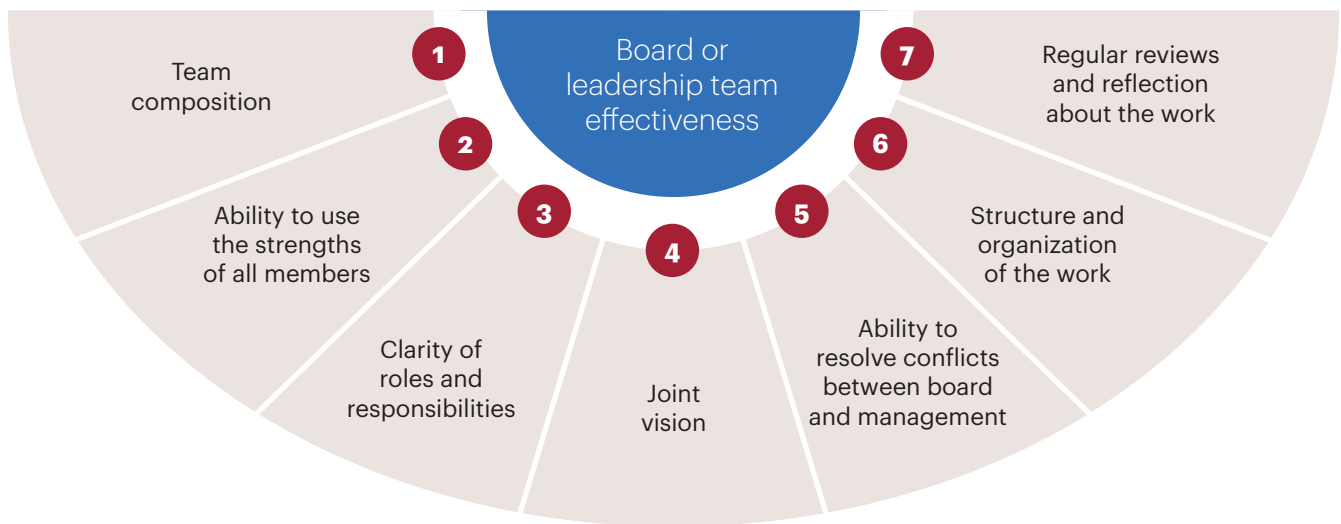 Board or
leadership team
effectiveness
1
Team
composition
2
Ability to use
the strengths
of all members
3
Clarity of
roles and
responsibilities
4
Joint
vision
5
Ability to
resolve conflicts
between board
and management
6
Structure and
organization
of the work
7
Regular reviews
and reflection
about the work